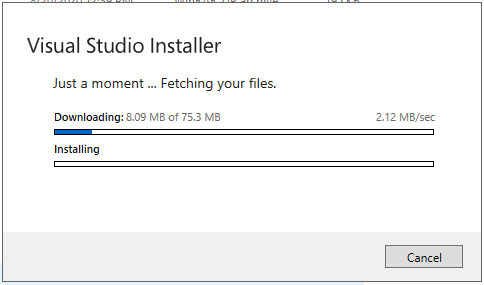 Visual Studio Installer
Just a moment ... Fetching your files.
Downloading: 8.09 MB of 75.3 MB 2.12 MB/sec
Installing
Cancel